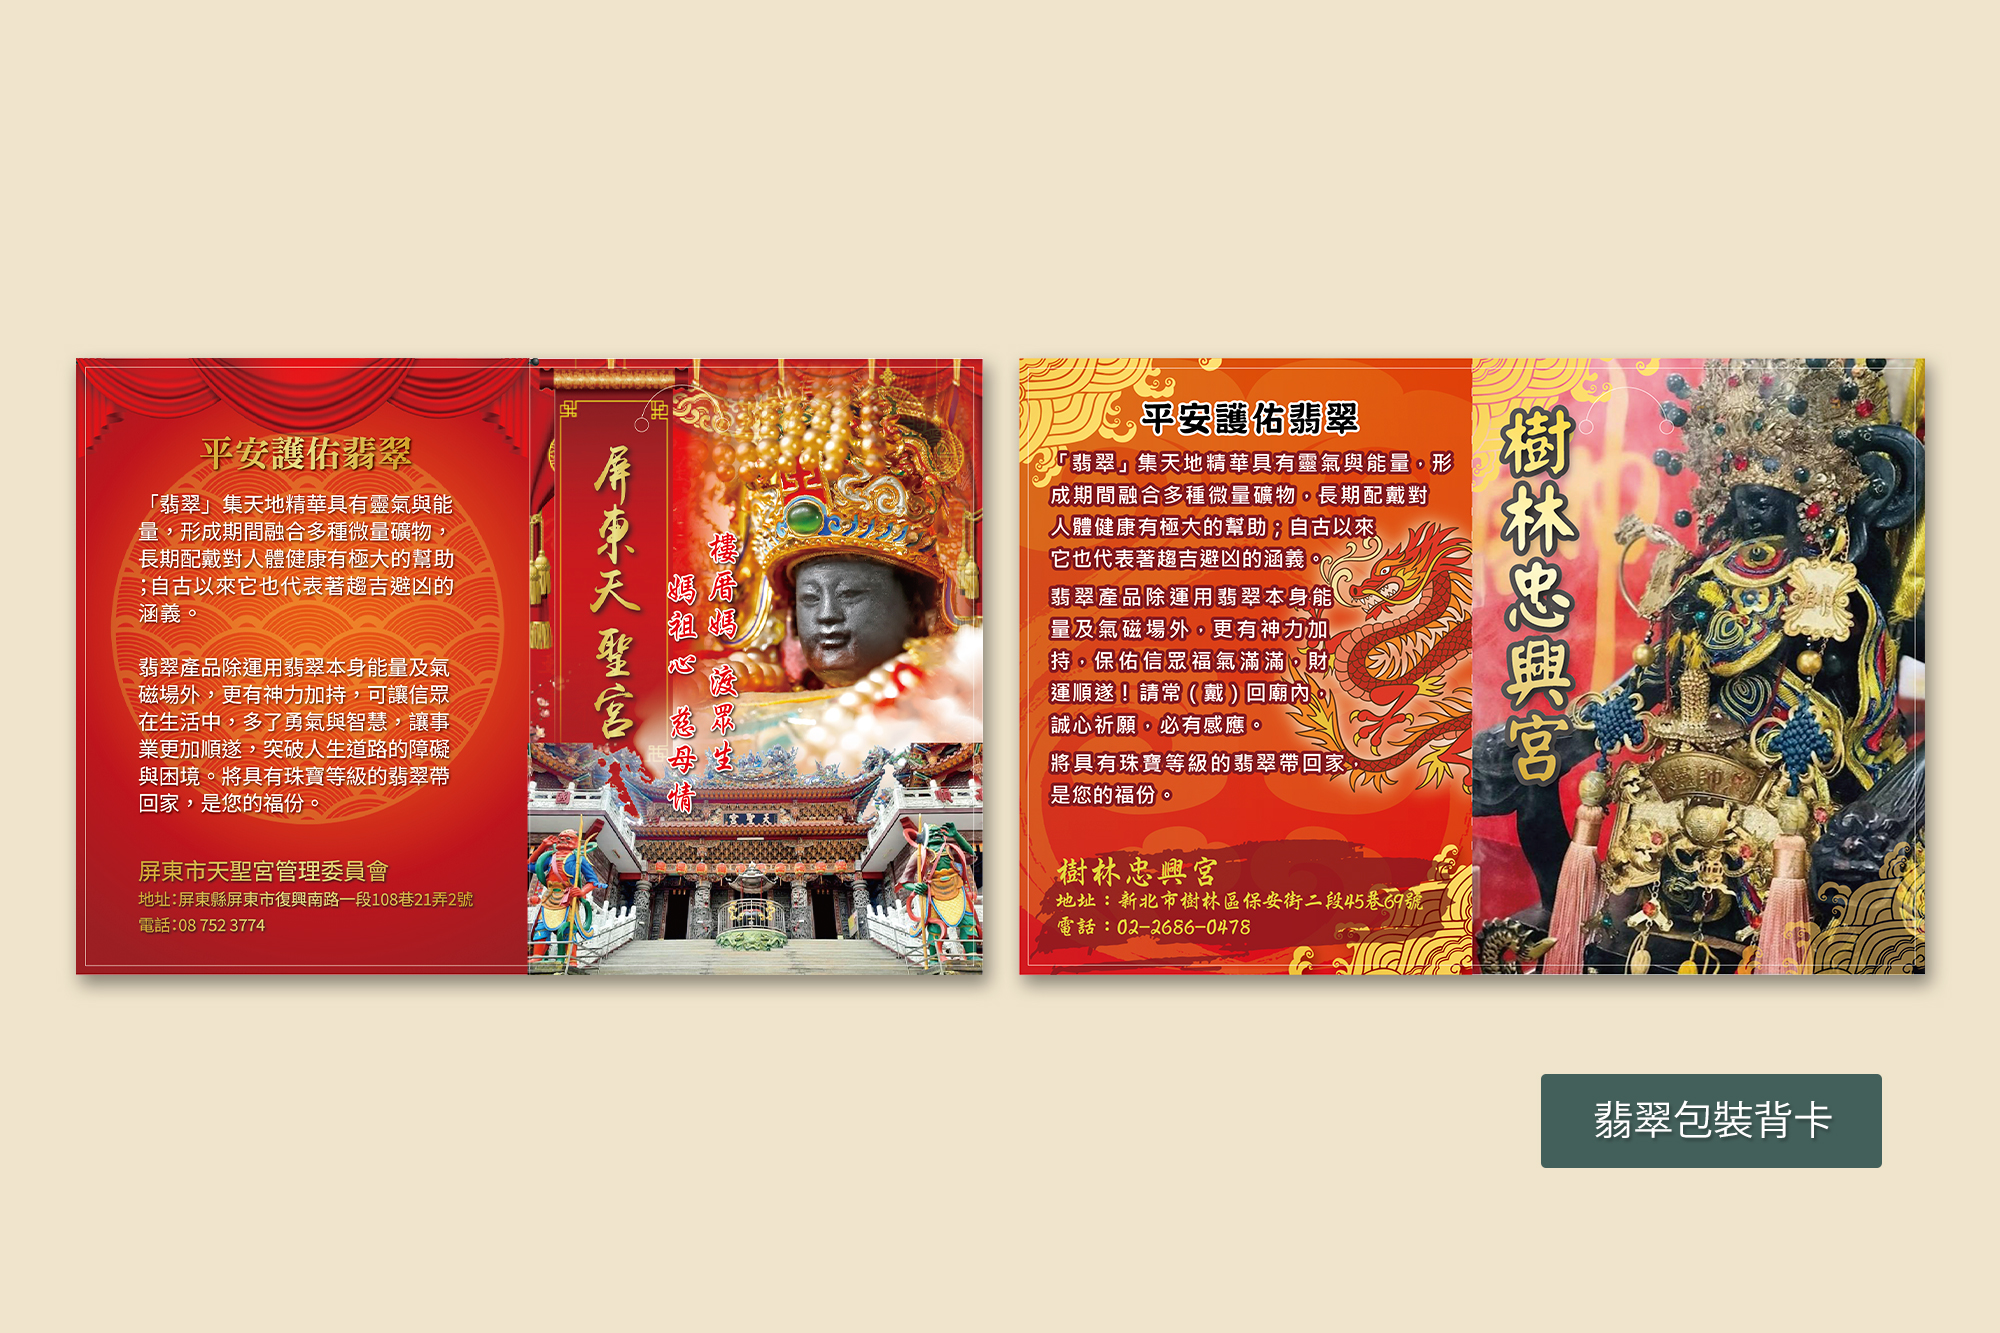 平安護佑翡翠
「翡翠」集天地精華具有靈氣與能
量，形成期間融合多種微量礦物，
長期配戴對人體健康有極大的幫助
;自古以來它也代表著趨吉避凶的
涵義。
翡翠產品除運用翡翠本身能量及氣
磁場外，更有神力加持，可讓信眾
在生活中，多了勇氣與智慧，讓事
業更加順遂，突破人生道路的障礙
與困境。將具有珠寶等級的翡翠帶
回家，是您的福份。
屏東市天聖宮管理委員會
地址:屏東縣屏東市復興南路一段108巷21弄2號
電話:08 752 3774
屏東天聖宮
樓厝媽 渡眾生
媽祖心 慈母情
宮聖天
平安護佑翡翠
「翡翠」集天地精華具有靈氣與能量，形
成期間融合多種微量礦物，長期配戴對
人體健康有極大的幫助；自古以來
它也代表著趨吉避凶的涵義。
翡翠產品除運用翡翠本身能
量及氣磁場外，更有神力加
持，保佑信眾福氣滿滿，財
運順遂！請常(戴)回廟內，
誠心祈願，必有感應。
將具有珠寶等級的翡翠帶回家，
是您的福份。
樹林忠興宮
地址：新北市樹林區保安街二段45巷69號
電話：02-2686-0478
樹林忠興宮
翡翠包裝背卡